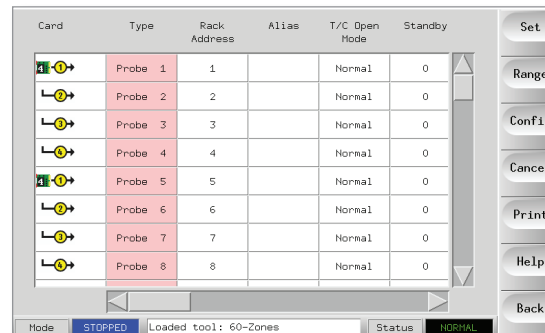 Card Type Rack Address Alias T/C Open Mode Standby
4 1 Probe 1 1 Normal 0
2 Probe 2 2 Normal 0
3 Probe 3 3 Normal 0
4 Probe 4 4 Normal 0
4 1 Probe 5 5 Normal 0
2 Probe 6 6 Normal 0
3 Probe 7 7 Normal 0
4 Probe 8 8 Normal 0
Set
Range
Confi
Cance
Print
Help
Back
Mode STOPPED Loaded tool: 60-Zones Status NORMAL